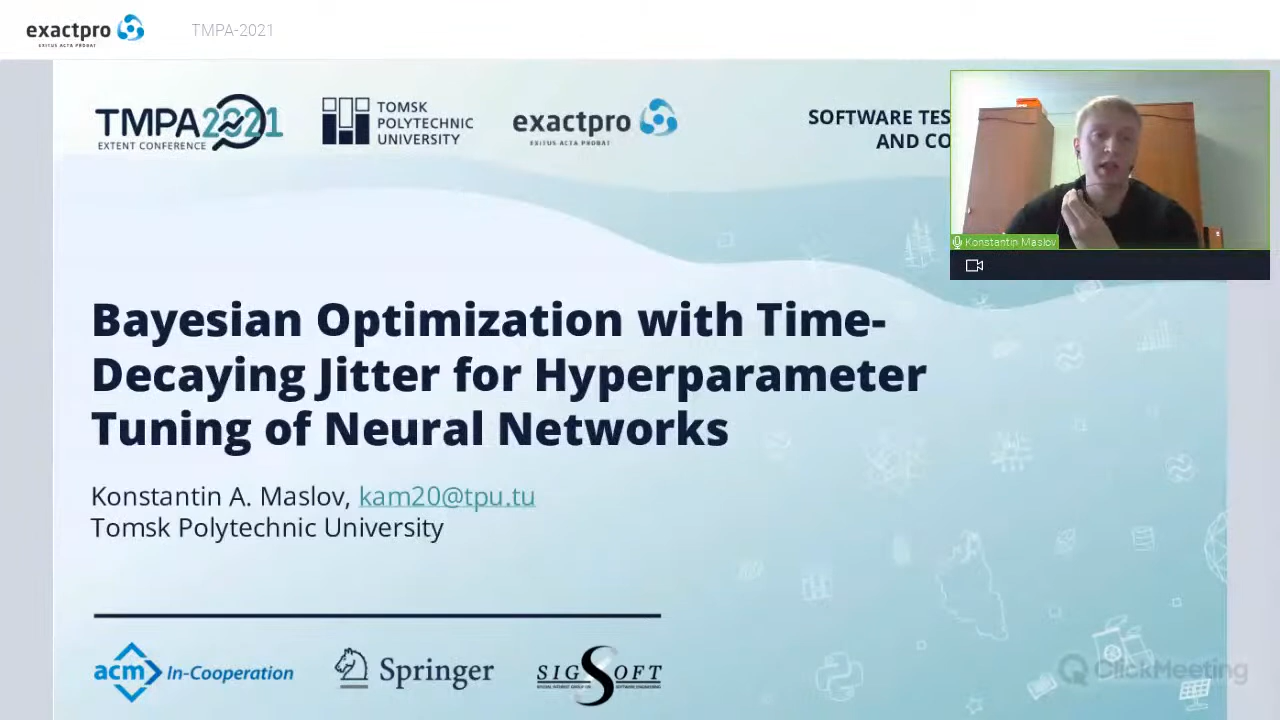 exactpro
EXITUS ACTA PROBAT
TMPA-2021
TMPA 2021
EXTENT CONFERENCE
TOMSK
POLYTECHNIC
UNIVERSITY
exactpro
EXITUS ACTA PROBAT
SOFTWARE TES
AND CO
Konstantin Maslov
Bayesian Optimization with Time-
Decaying Jitter for Hyperparameter
Tuning of Neural Networks
Konstantin A. Maslov, kam20@tpu.tu
Tomsk Polytechnic University
acm In-Cooperation
Springer
SIGSOFT
ClickMeeting